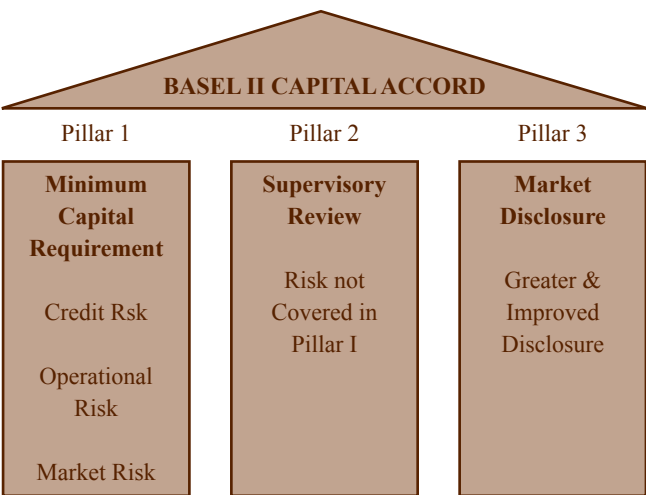 BASEL II CAPITAL ACCORD
Pillar 1
Pillar 2
Pillar 3
Minimum
Capital
Requirement
Credit Rsk
Operational
Risk
Market Risk
Supervisory
Review
Risk not
Covered in
Pillar I
Market
Disclosure
Greater &
Improved
Disclosure